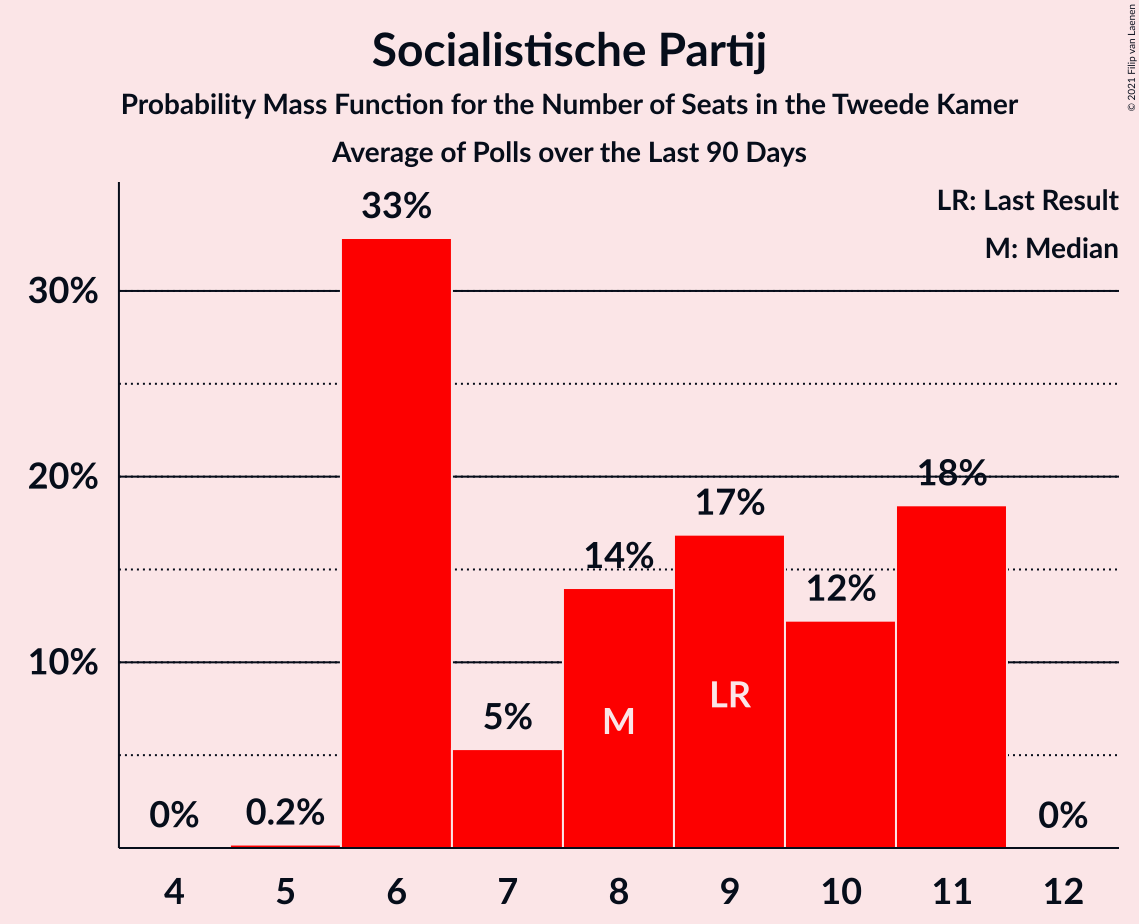 Socialistische Partij
Probability Mass Function for the Number of Seats in the Tweede Kamer
Average of Polls over the Last 90 Days
© 2021 Filip van Laenen
LR: Last Result
M: Median
30%
20%
10%
0%
0.2%
33%
5%
14%
17%
12%
18%
0%
M
LR
4 5 6 7 8 9 10 11 12